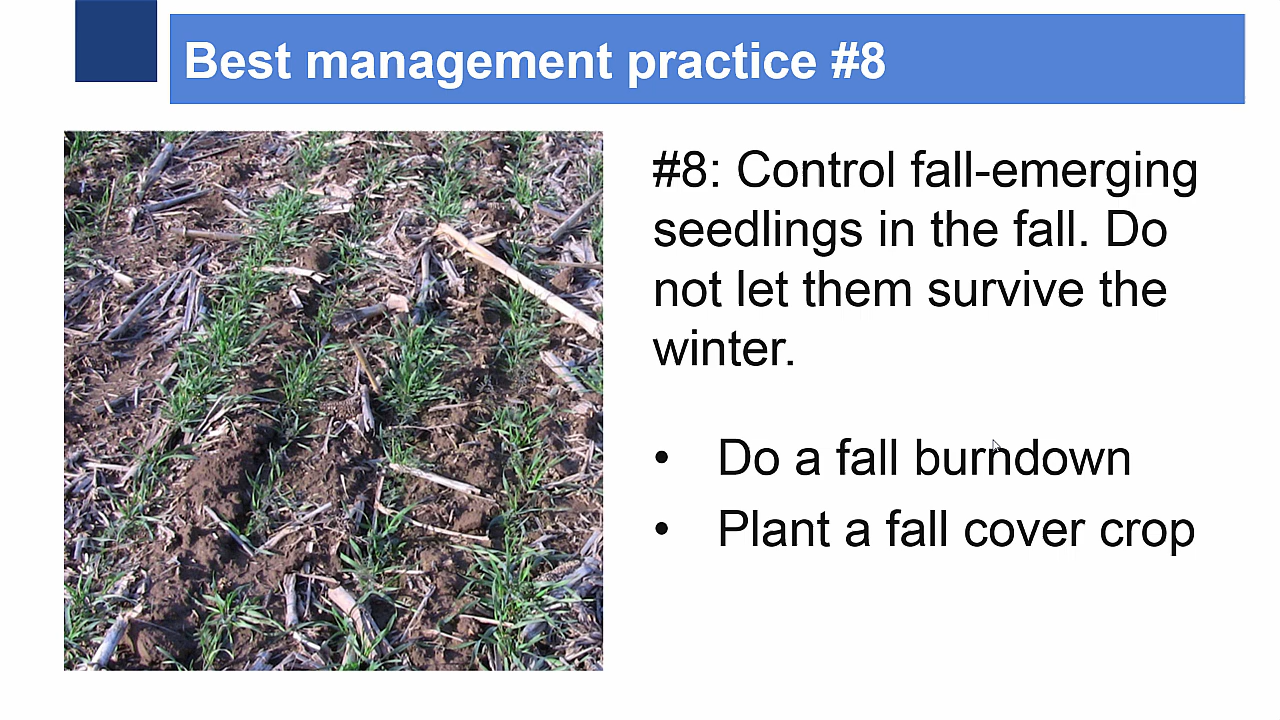 Best management practice #8
#8: Control fall-emerging
seedlings in the fall. Do
not let them survive the
winter.
• Do a fall burndown
• Plant a fall cover crop